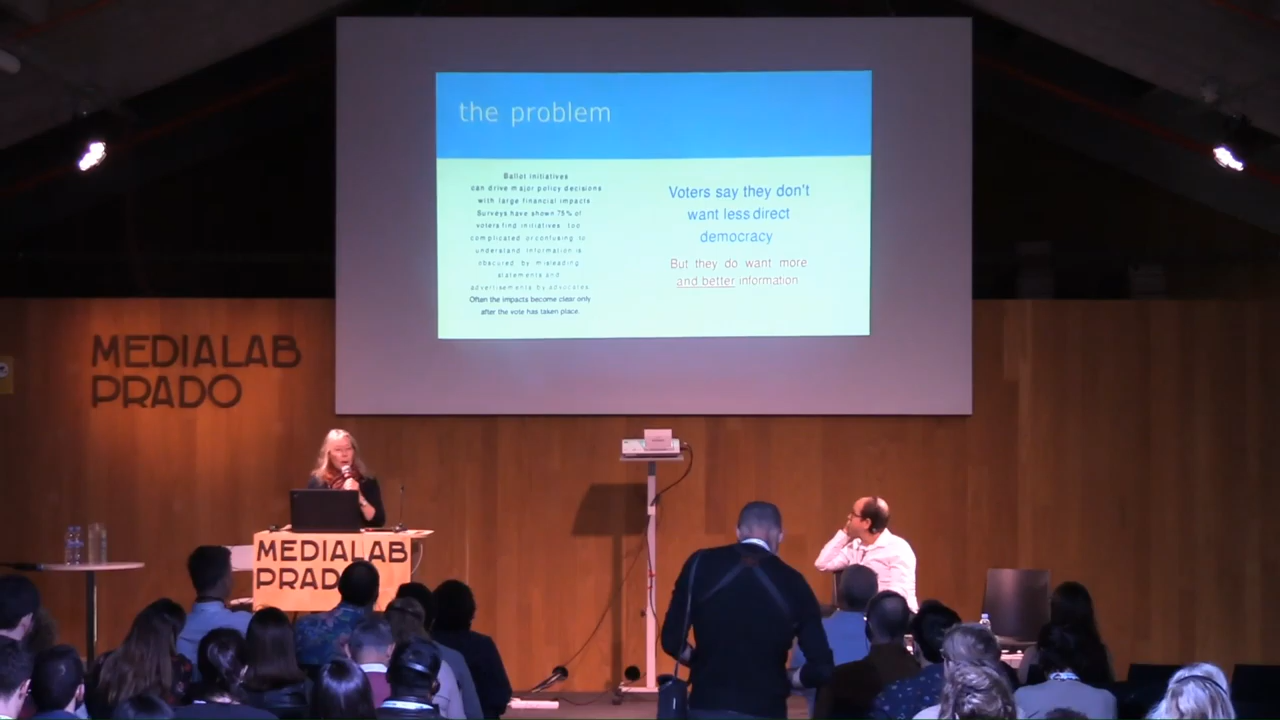 the problem
Ballot initiatives
can drive major policy decisions
with large financial impacts
Surveys have shown 75% of
voters find initiatives too
complicated or confusing to
understand Information is
obscured by misleading
statements and
advertisements by advocates
Often the impacts become clear only
after the vote has taken place.
Voters say they don't
want less direct
democracy
But they do want more
and better information
MEDIALAB
PRADO
MEDIALAB
PRADO